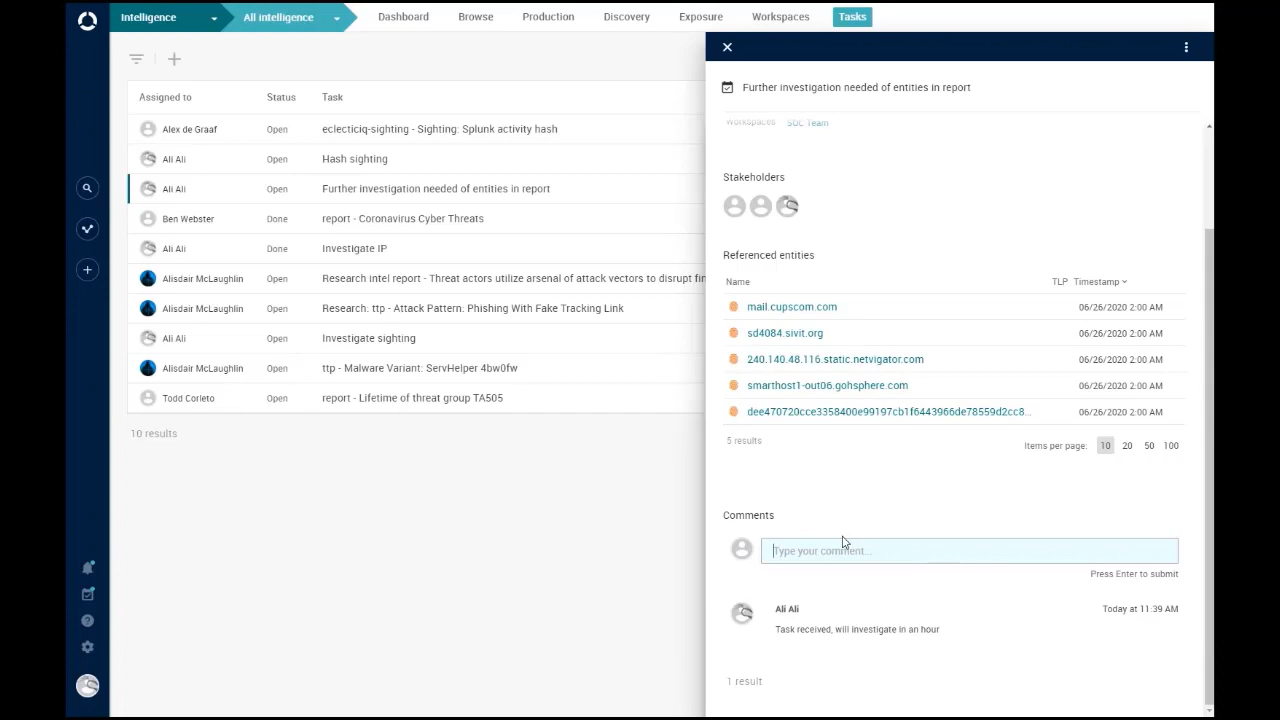 Intelligence
All intelligence
Dashboard
Browse
Production
Discovery
Exposure
Workspaces
Tasks
Assigned to Status Task
Alex de Graaf Open eclecticiq-sighting - Sighting: Splunk activity hash
Ali Ali Open Hash sighting
Ali Ali Open Further investigation needed of entities in report
Ben Webster Done report - Coronavirus Cyber Threats
Ali Ali Done Investigate IP
Alisdair McLaughlin Open Research intel report - Threat actors utilize arsenal of attack vectors to disrupt fin
Alisdair McLaughlin Open Research: ttp - Attack Pattern: Phishing With Fake Tracking Link
Ali Ali Open Investigate sighting
Alisdair McLaughlin Open ttp - Malware Variant: ServHelper 4bw0fw
Todd Corleto Open report - Lifetime of threat group TA505
10 results
Further investigation needed of entities in report
Workspaces SOC Team
Stakeholders
Referenced entities
Name TLP Timestamp
mail.cupscom.com 06/26/2020 2:00 AM
sd4084.sivit.org 06/26/2020 2:00 AM
240.140.48.116.static.netvigator.com 06/26/2020 2:00 AM
smarthost1-out06.gohsphere.com 06/26/2020 2:00 AM
dee470720cce3358400e99197cb1f6443966de78559d2cc8... 06/26/2020 2:00 AM
5 results
Items per page: 10 20 50 100
Comments
Type your comment...
Press Enter to submit
Ali Ali Today at 11:39 AM
Task received, will investigate in an hour
1 result